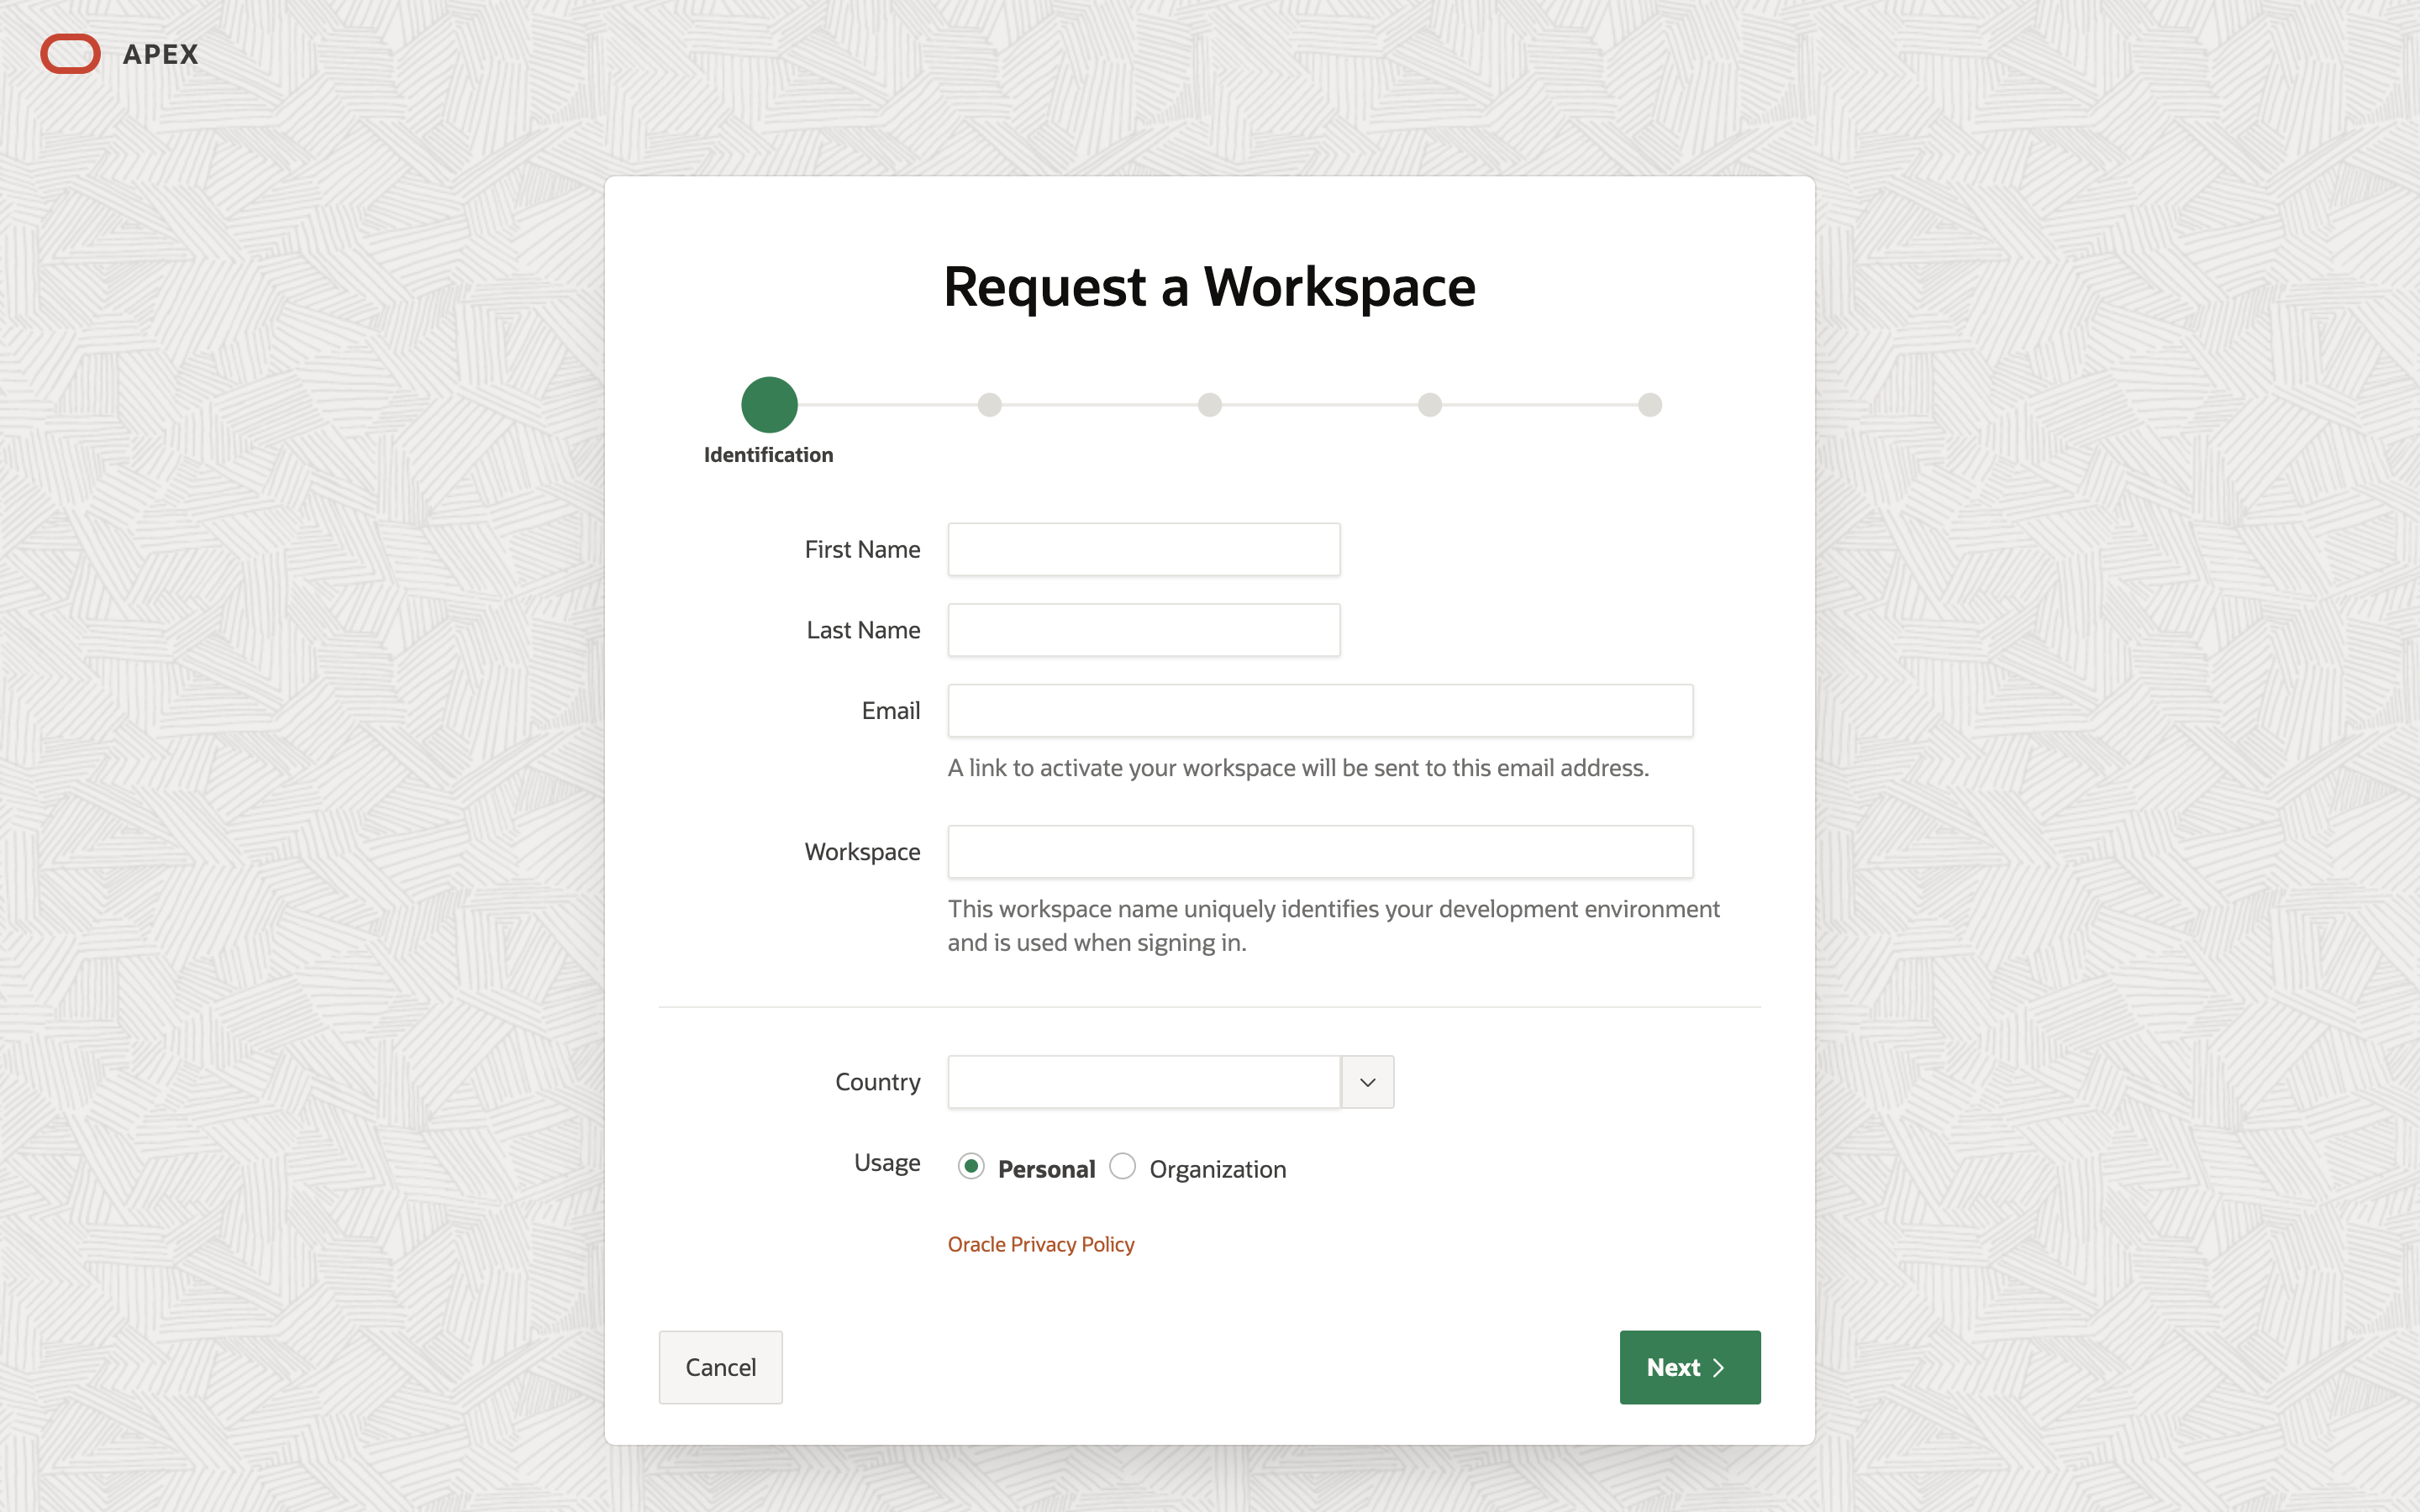 APEX
Request a Workspace
Identification
First Name
Last Name
Email
A link to activate your workspace will be sent to this email address.
Workspace
This workspace name uniquely identifies your development environment
and is used when signing in.
Country
Usage
Personal
Organization
Oracle Privacy Policy
Cancel
Next